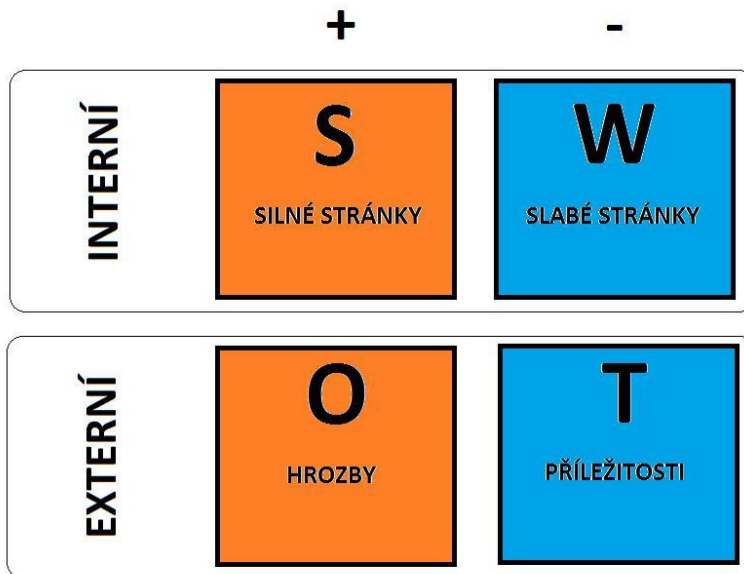 + -
INTERNÍ
S W
SILNÉ STRÁNKY SLABÉ STRÁNKY
EXTERNÍ
O T
HROZBY PŘÍLEŽITOSTI